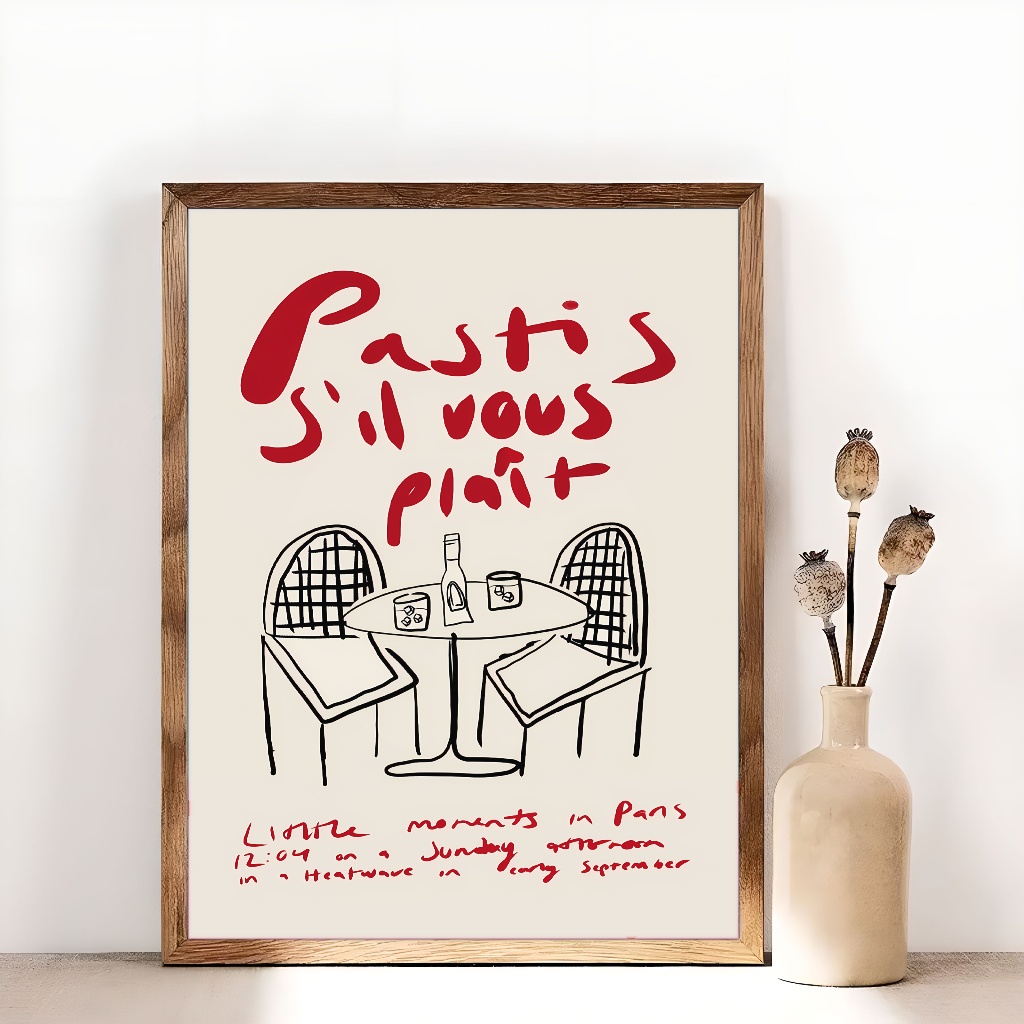 Pastis
s'il vous
plaît
Little moments in Paris
12:04 on a Sunday afternoon
in a Heatwave in early September